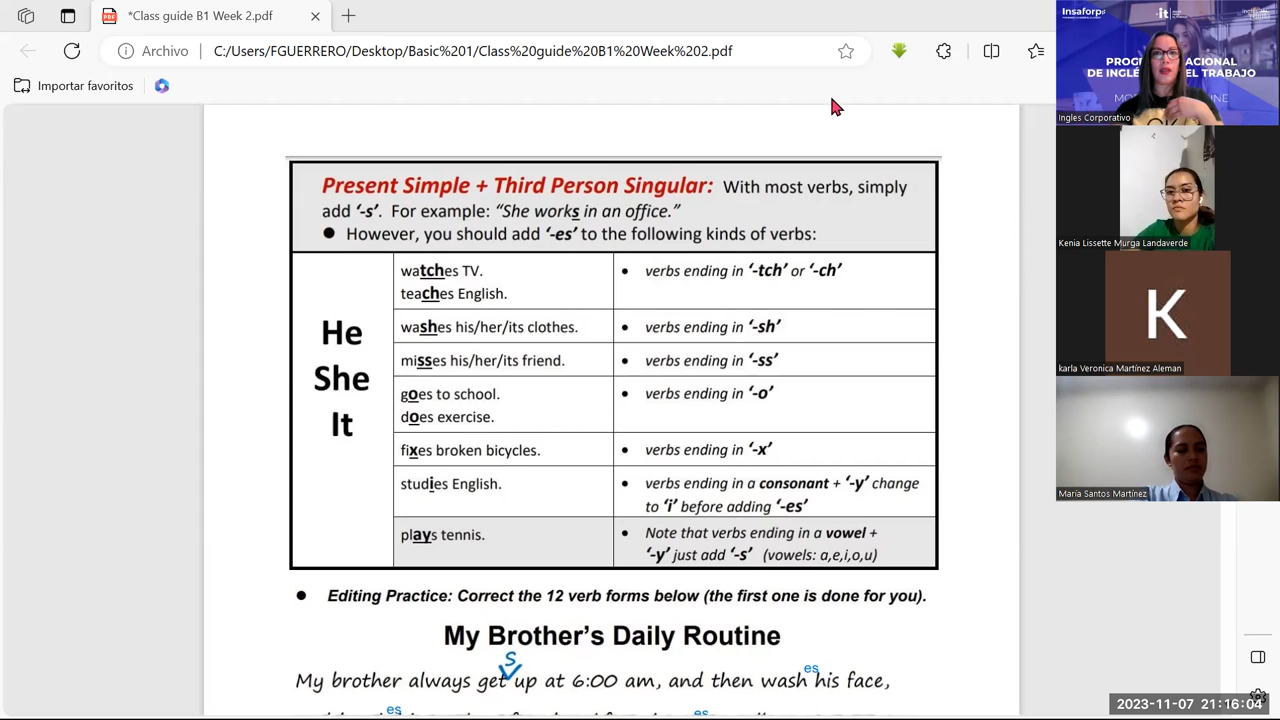 *Class guide B1 Week 2.pdf
Archivo
C:/Users/FGUERRERO/Desktop/Basic%201/Class%20guide%20B1%20Week%202.pdf
Importar favoritos
Present Simple + Third Person Singular: With most verbs, simply
add '-s'. For example: "She works in an office."
● However, you should add '-es' to the following kinds of verbs:
He
She
It
watches TV.
teaches English.
• verbs ending in '-tch' or '-ch'
washes his/her/its clothes.
• verbs ending in '-sh'
misses his/her/its friend.
• verbs ending in '-ss'
goes to school.
does exercise.
• verbs ending in '-o'
fixes broken bicycles.
• verbs ending in '-x'
studies English.
• verbs ending in a consonant + '-y' change
to 'i' before adding '-es'
plays tennis.
• Note that verbs ending in a vowel +
'-y' just add '-s' (vowels: a,e,i,o,u)
● Editing Practice: Correct the 12 verb forms below (the first one is done for you).
My Brother's Daily Routine
s
es
My brother always get up at 6:00 am, and then wash his face,
es
es
Insaforp
Ingles Corporativo
Kenia Lissette Murga Landaverde
K
karla Veronica Martínez Aleman
María Santos Martínez
2023-11-07 21:16:04